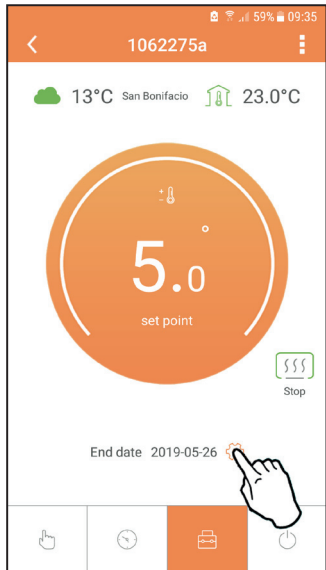 59% 09:35
1062275a
13°C San Bonifacio 23.0°C
+
-
5.0°
set point
Stop
End date 2019-05-26